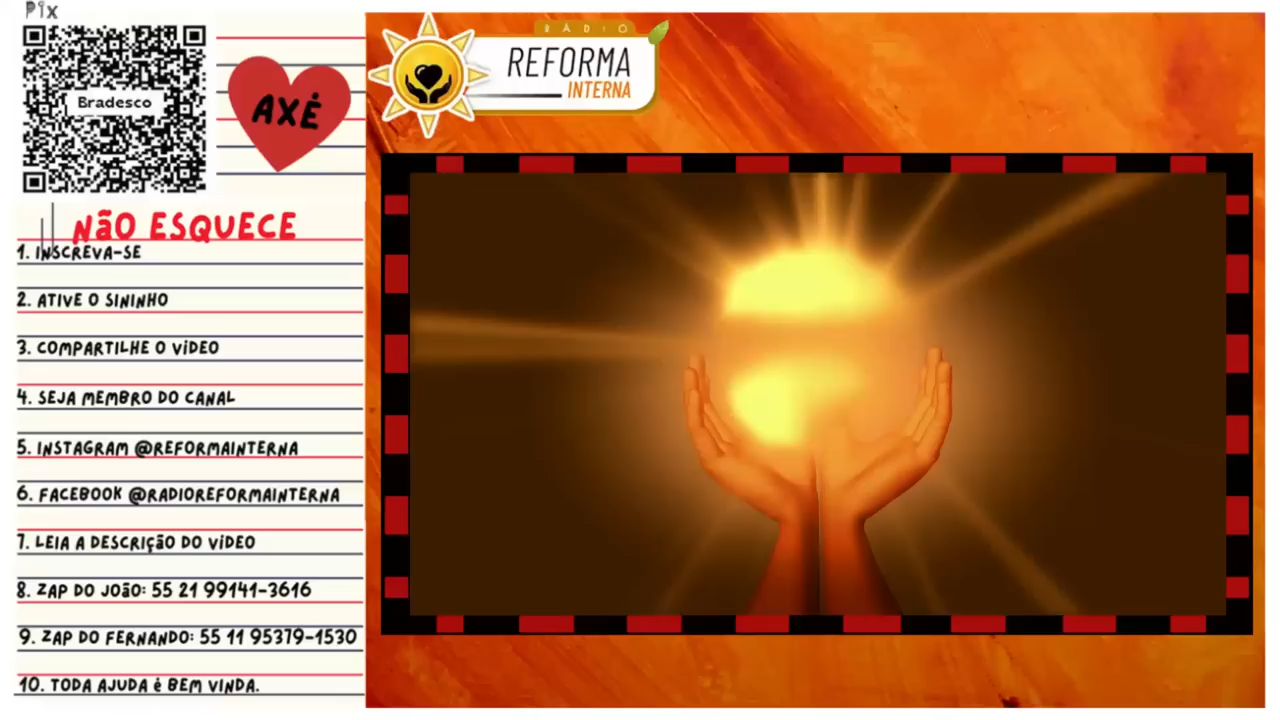 Pix
Bradesco
AXÉ
NÃO ESQUECE
1. INSCREVA-SE
2. ATIVE O SININHO
3. COMPARTILHE O VÍDEO
4. SEJA MEMBRO DO CANAL
5. INSTAGRAM @REFORMAINTERNA
6. FACEBOOK @RADIOREFORMAINTERNA
7. LEIA A DESCRIÇÃO DO VÍDEO
8. ZAP DO JOÃO: 55 21 99141-3616
9. ZAP DO FERNANDO: 55 11 95379-1530
10. TODA AJUDA É BEM VINDA.
RÁDIO
REFORMA
INTERNA